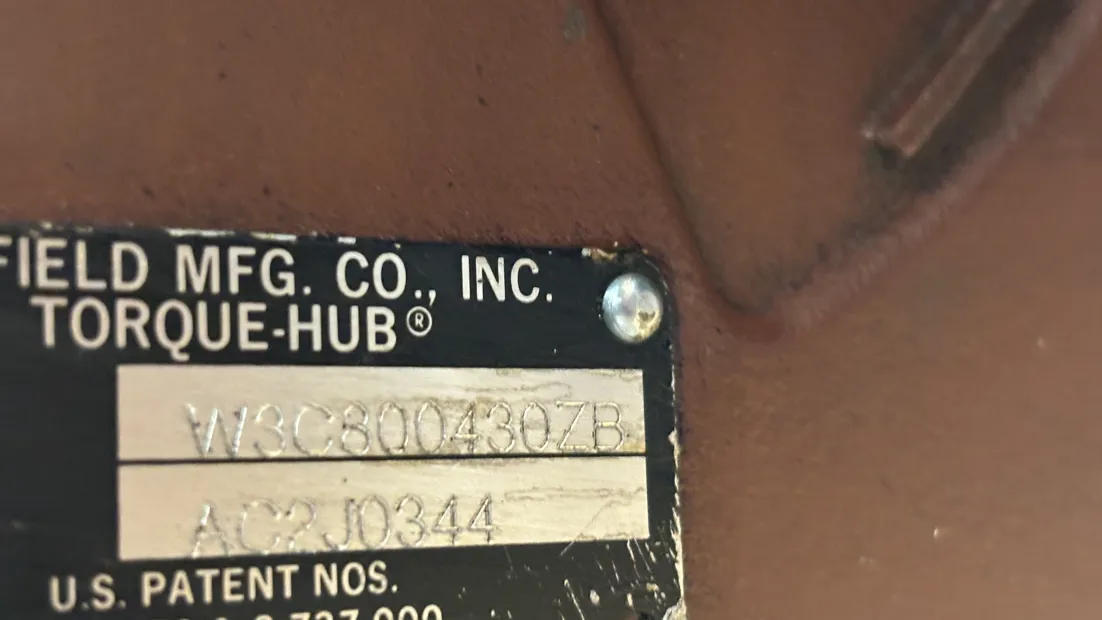 FIELD MFG. CO., INC.
TORQUE-HUB®
W3C800430ZB
AC2J0344
U.S. PATENT NOS.